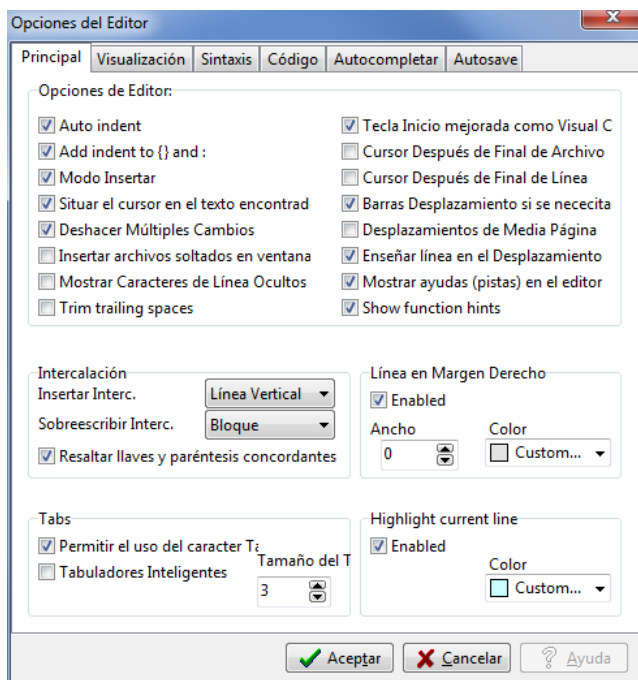 Opciones del Editor
Principal Visualización Sintaxis Código Autocompletar Autosave
Opciones de Editor:
Auto indent
Add indent to {} and :
Modo Insertar
Situar el cursor en el texto encontrad
Deshacer Múltiples Cambios
Insertar archivos soltados en ventana
Mostrar Caracteres de Línea Ocultos
Trim trailing spaces
Tecla Inicio mejorada como Visual C
Cursor Después de Final de Archivo
Cursor Después de Final de Línea
Barras Desplazamiento si se nececita
Desplazamientos de Media Página
Enseñar línea en el Desplazamiento
Mostrar ayudas (pistas) en el editor
Show function hints
Intercalación
Insertar Interc. Línea Vertical
Sobreescribir Interc. Bloque
Resaltar llaves y paréntesis concordantes
Línea en Margen Derecho
Enabled
Ancho Color
0 Custom...
Tabs
Permitir el uso del caracter Ta
Tabuladores Inteligentes
Tamaño del T
3
Highlight current line
Enabled
Color
Custom...
Aceptar Cancelar Ayuda